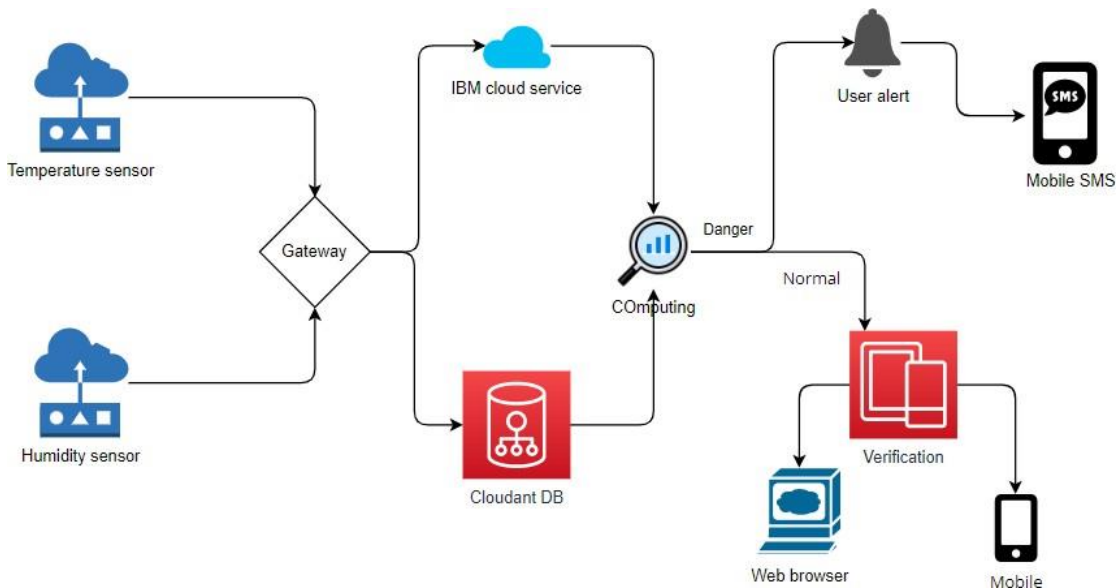 Temperature sensor
Humidity sensor
Gateway
IBM cloud service
Cloudant DB
COmputing
Danger
Normal
User alert
SMS
Mobile SMS
Verification
Web browser
Mobile